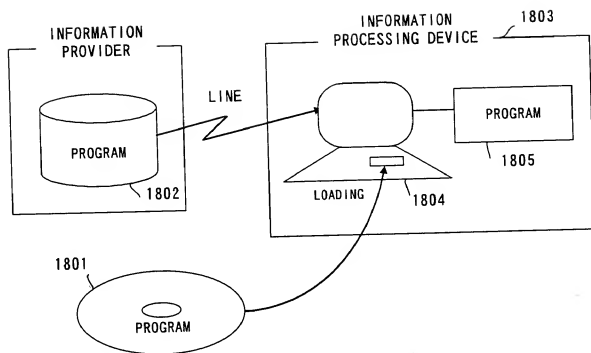 INFORMATION
PROVIDER
PROGRAM
1802
LINE
INFORMATION
PROCESSING DEVICE
1803
PROGRAM
1805
LOADING
1804
1801
PROGRAM